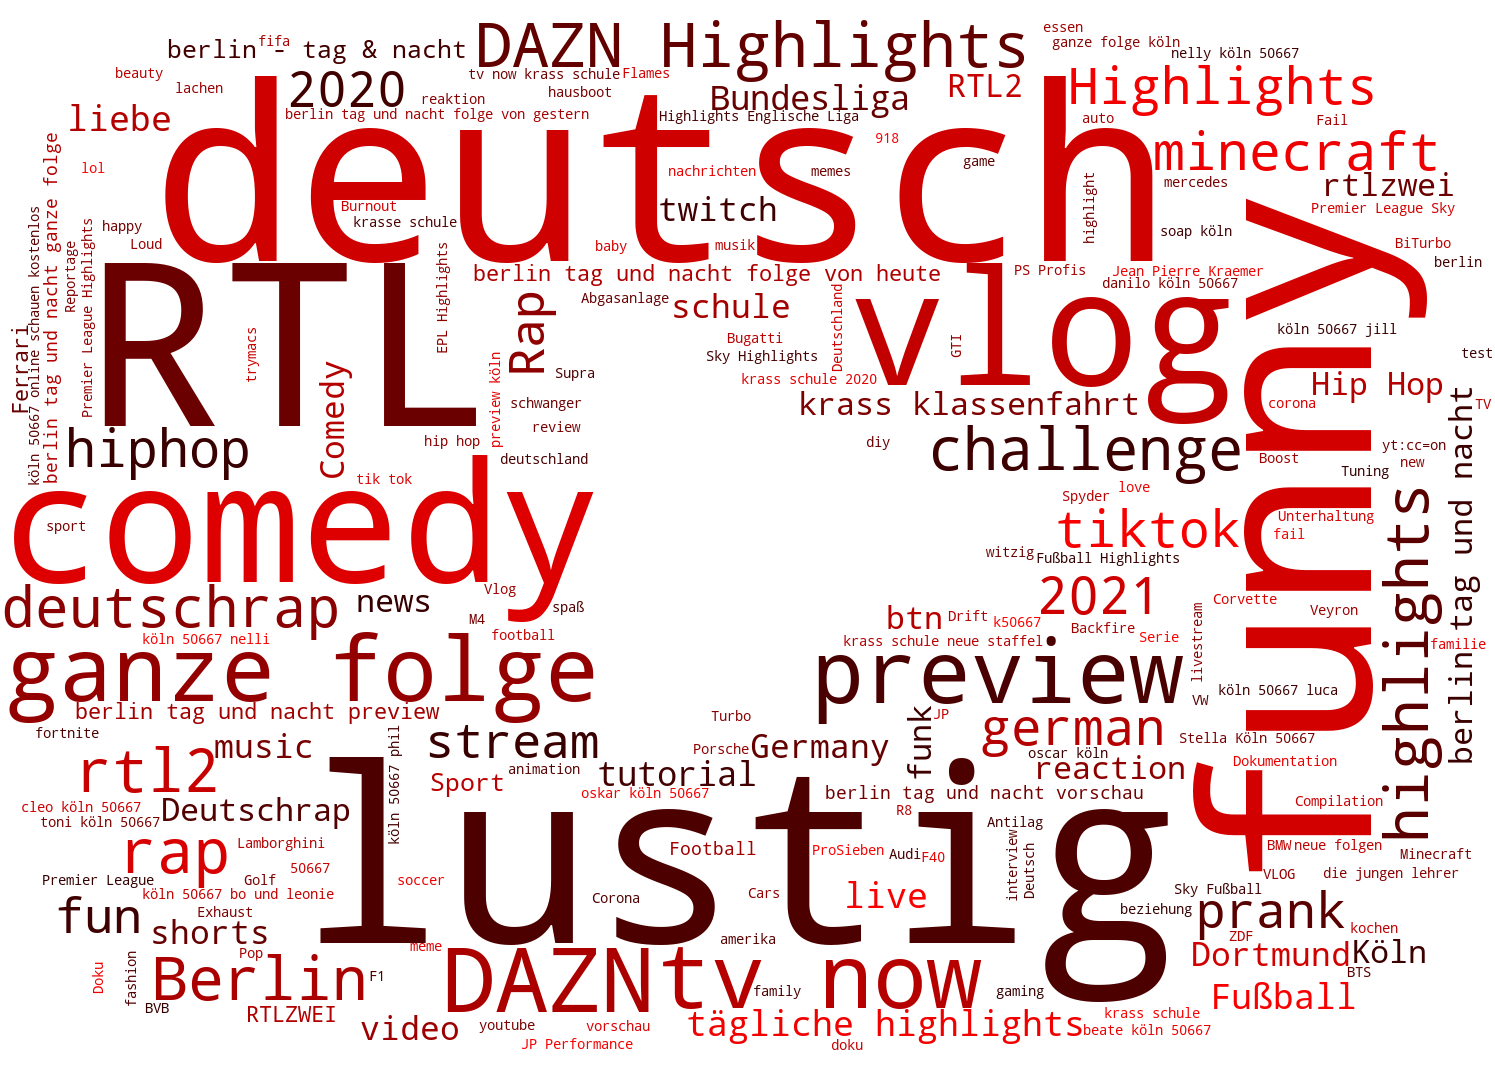 essen
DAZN Highlights
fifa
berlin - tag & nacht
ganze folge köln
nelly köln 50667
beauty
2020
tv now krass schule
Flames
RTL2
Highlights
lachen
reaktion
hausboot
Bundesliga
liebe
berlin tag und nacht folge von gestern
Highlights Englische Liga
auto
Fail
deutsch
918
minecraft
lol
nachrichten
memes
game
mercedes
rtlzwei
Burnout
krasse schule
twitch
highlight
Premier League Sky
happy
Loud
baby
musik
soap köln
BiTurbo
berlin
köln 50667 online schauen kostenlos
berlin tag und nacht ganze folge
Reportage
Premier League Highlights
EPL Highlights
berlin tag und nacht folge von heute
PS Profis
Jean Pierre Kraemer
danilo köln 50667
RTL
Rap
Abgasanlage
schule
Deutschland
vlog
funny
Ferrari
trymacs
Bugatti
GTI
köln 50667 jill
Sky Highlights
test
Comedy
preview köln
Supra
krass schule 2020
Hip Hop
schwanger
krass klassenfahrt
corona
TV
hiphop
hip hop
review
diy
challenge
yt:cc=on
deutschland
Boost
Tuning
new
berlin tag und nacht
comedy
tik tok
Spyder
love
highlights
sport
tiktok
Unterhaltung
fail
witzig
Fußball Highlights
Vlog
2021
deutschrap
news
spaß
Corvette
Veyron
M4
btn
Drift
k50667
Backfire
köln 50667 nelli
football
krass schule neue staffel
Serie
livestream
familie
ganze folge
preview
köln 50667 luca
VW
berlin tag und nacht preview
Turbo
funk
JP
german
fortnite
köln 50667 phil
stream
Porsche
Germany
oscar köln
Stella Köln 50667
music
rtl2
Sport
animation
tutorial
reaction
Dokumentation
oskar köln 50667
berlin tag und nacht vorschau
cleo köln 50667
Deutschrap
toni köln 50667
lustig
R8
Antilag
Compilation
rap
Lamborghini
Football
ProSieben
Audi
F40
interview
Deutsch
BMW
neue folgen
Minecraft
50667
Premier League
Golf
soccer
VLOG
die jungen lehrer
köln 50667 bo und leonie
Corona
Cars
live
Sky Fußball
fun
Exhaust
beziehung
prank
shorts
amerika
ZDF
kochen
meme
Pop
Dortmund
Köln
Doku
fashion
Berlin
F1
DAZN
tv now
BTS
BVB
family
gaming
Fußball
RTLZWEI
video
youtube
vorschau
tägliche highlights
krass schule
beate köln 50667
JP Performance
doku